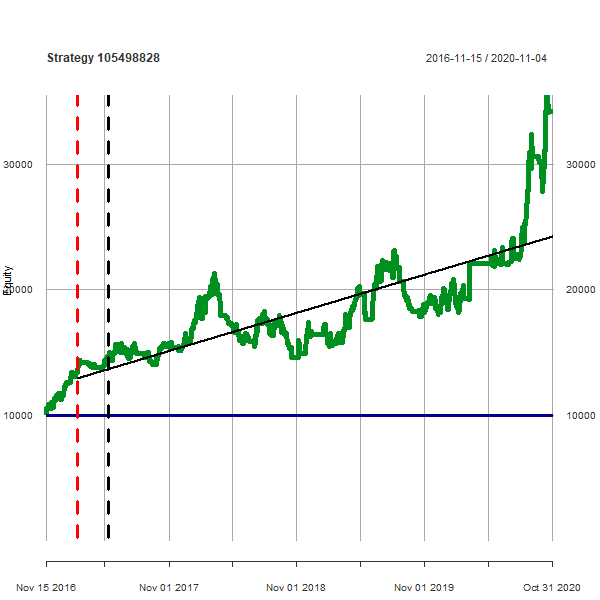 Strategy 105498828
2016-11-15 / 2020-11-04
30000 30000
Equity
20000 20000
10000 10000
Nov 15 2016 Nov 01 2017 Nov 01 2018 Nov 01 2019 Oct 31 2020